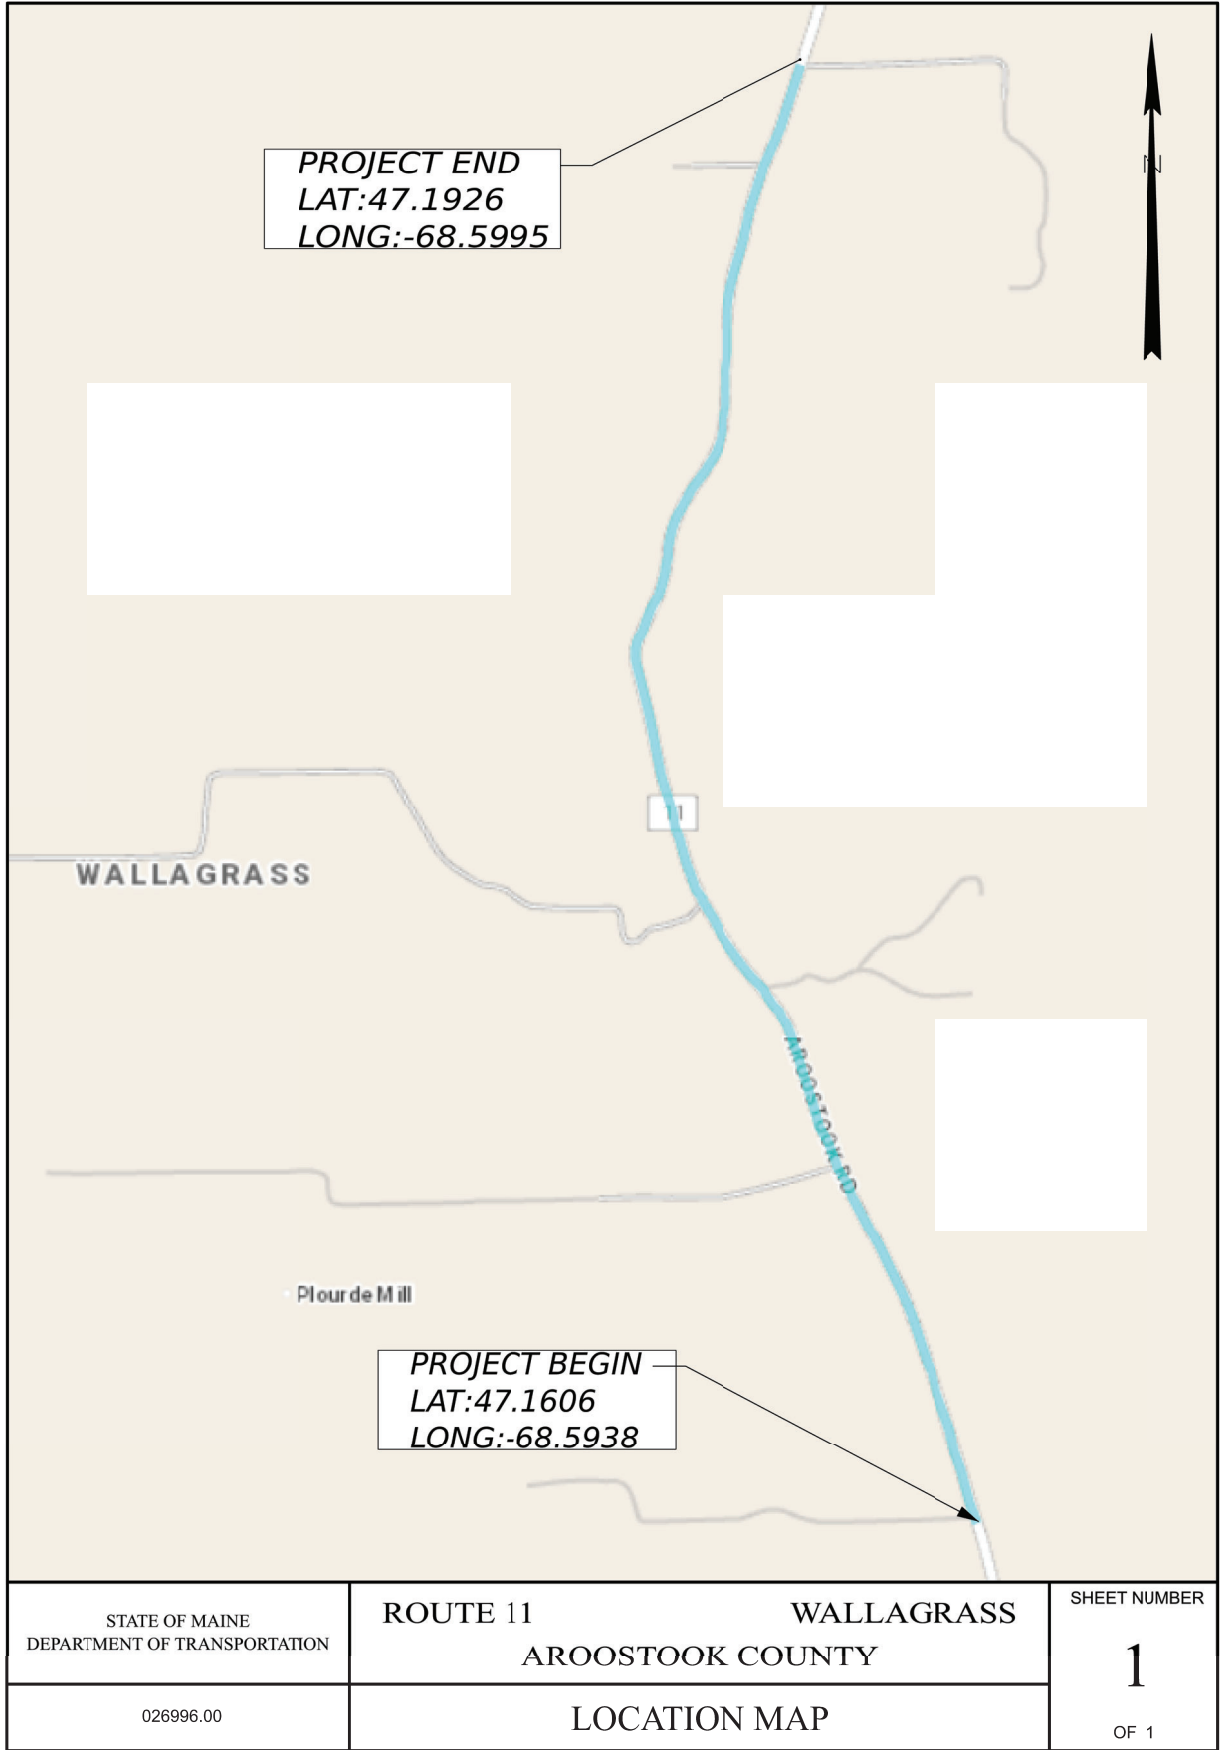 PROJECT END
LAT:47.1926
LONG:-68.5995
N
11
WALLAGRASS
AROOSTOOK RD
Plourde Mill
PROJECT BEGIN
LAT:47.1606
LONG:-68.5938
STATE OF MAINE
DEPARTMENT OF TRANSPORTATION
026996.00
ROUTE 11 WALLAGRASS
AROOSTOOK COUNTY
LOCATION MAP
SHEET NUMBER
1
OF 1